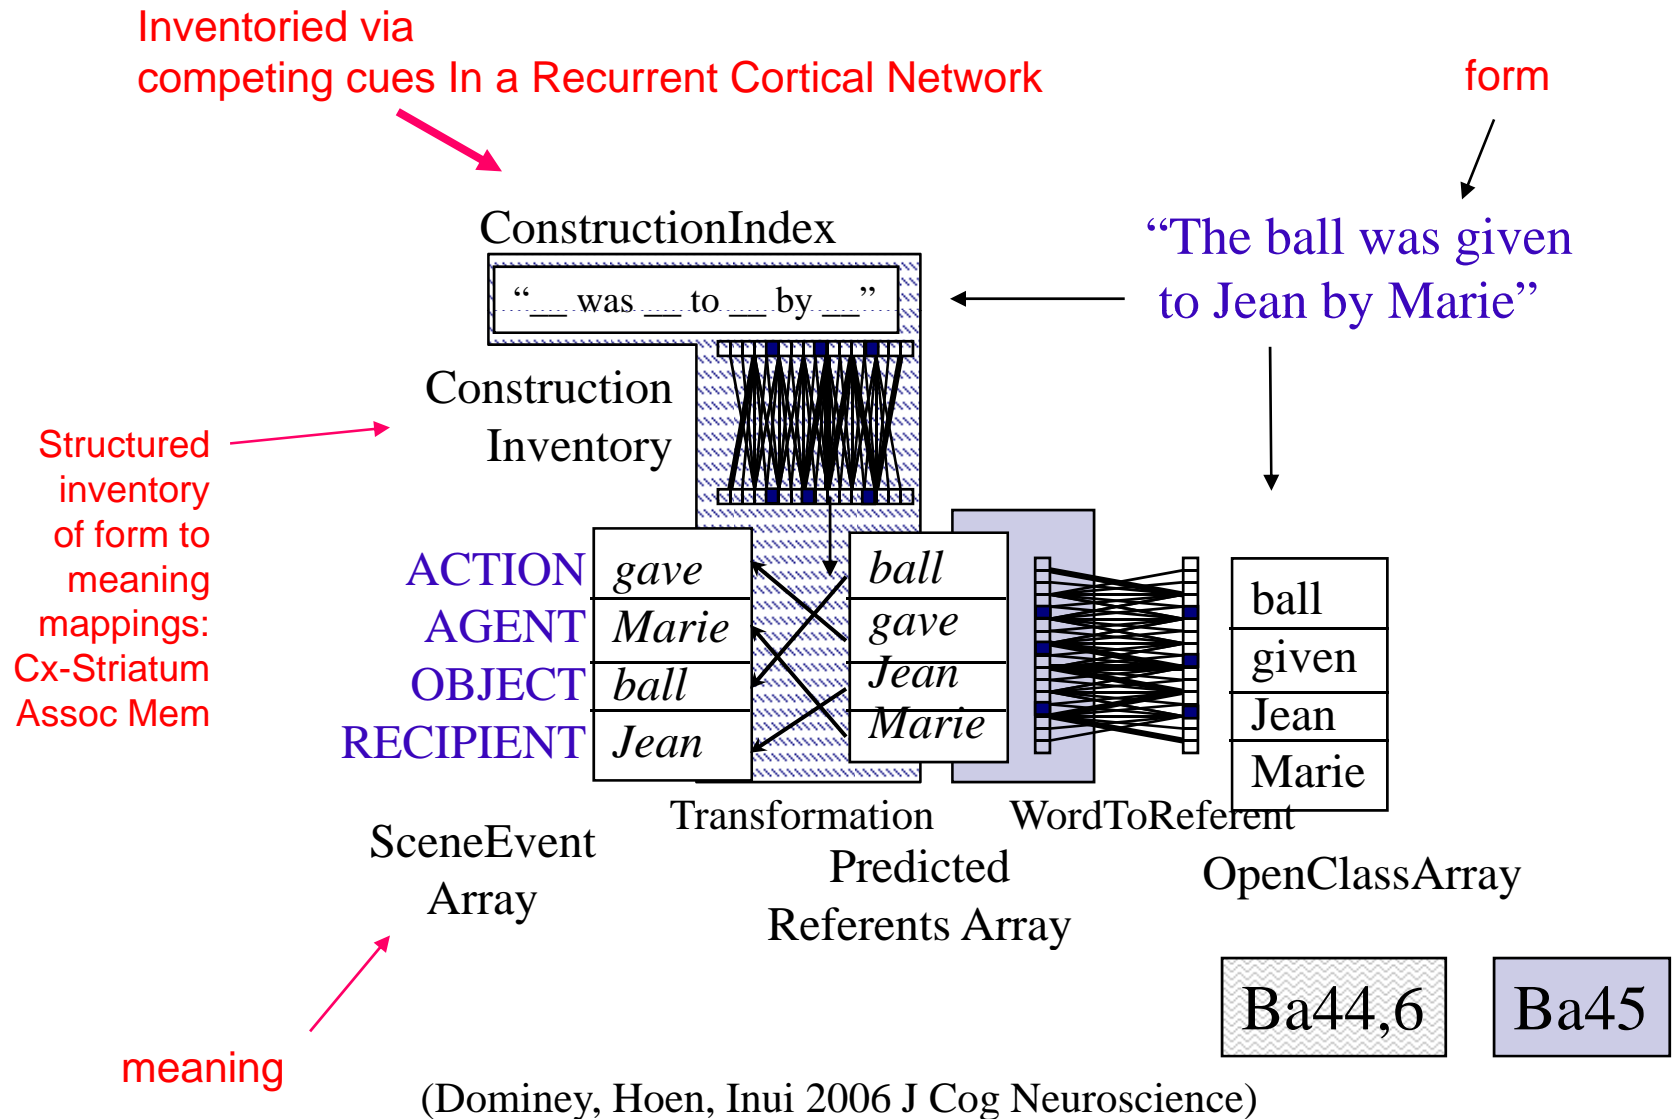 Inventoried via
competing cues In a Recurrent Cortical Network
form
ConstructionIndex
“__ was __ to __ by __”
“The ball was given
to Jean by Marie”
Construction
Inventory
Structured
inventory
of form to
meaning
mappings:
Cx-Striatum
Assoc Mem
ACTION
AGENT
OBJECT
RECIPIENT
gave
Marie
ball
Jean
ball
gave
Jean
Marie
ball
given
Jean
Marie
Transformation
WordToReferent
SceneEvent
Array
Predicted
Referents Array
OpenClassArray
Ba44,6
Ba45
meaning
(Dominey, Hoen, Inui 2006 J Cog Neuroscience)